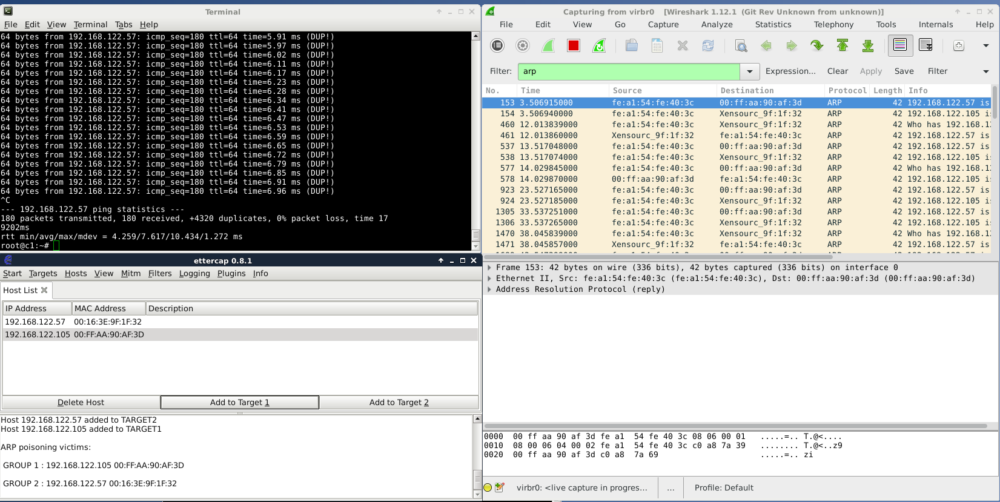 Terminal
File Edit View Terminal Tabs Help
64 bytes from 192.168.122.57: icmp_seq=180 ttl=64 time=5.91 ms (DUP!)
64 bytes from 192.168.122.57: icmp_seq=180 ttl=64 time=5.97 ms (DUP!)
64 bytes from 192.168.122.57: icmp_seq=180 ttl=64 time=6.02 ms (DUP!)
64 bytes from 192.168.122.57: icmp_seq=180 ttl=64 time=6.11 ms (DUP!)
64 bytes from 192.168.122.57: icmp_seq=180 ttl=64 time=6.17 ms (DUP!)
64 bytes from 192.168.122.57: icmp_seq=180 ttl=64 time=6.23 ms (DUP!)
64 bytes from 192.168.122.57: icmp_seq=180 ttl=64 time=6.28 ms (DUP!)
64 bytes from 192.168.122.57: icmp_seq=180 ttl=64 time=6.34 ms (DUP!)
64 bytes from 192.168.122.57: icmp_seq=180 ttl=64 time=6.41 ms (DUP!)
64 bytes from 192.168.122.57: icmp_seq=180 ttl=64 time=6.47 ms (DUP!)
64 bytes from 192.168.122.57: icmp_seq=180 ttl=64 time=6.53 ms (DUP!)
64 bytes from 192.168.122.57: icmp_seq=180 ttl=64 time=6.59 ms (DUP!)
64 bytes from 192.168.122.57: icmp_seq=180 ttl=64 time=6.65 ms (DUP!)
64 bytes from 192.168.122.57: icmp_seq=180 ttl=64 time=6.72 ms (DUP!)
64 bytes from 192.168.122.57: icmp_seq=180 ttl=64 time=6.79 ms (DUP!)
64 bytes from 192.168.122.57: icmp_seq=180 ttl=64 time=6.85 ms (DUP!)
64 bytes from 192.168.122.57: icmp_seq=180 ttl=64 time=6.91 ms (DUP!)
64 bytes from 192.168.122.57: icmp_seq=180 ttl=64 time=6.96 ms (DUP!)
^C
--- 192.168.122.57 ping statistics ---
180 packets transmitted, 180 received, +4320 duplicates, 0% packet loss, time 17
9202ms
rtt min/avg/max/mdev = 4.259/7.617/10.434/1.272 ms
root@c1:~#
ettercap 0.8.1
Start Targets Hosts View Mitm Filters Logging Plugins Info
Host List
IP Address MAC Address Description
192.168.122.57 00:16:3E:9F:1F:32
192.168.122.105 00:FF:AA:90:AF:3D
Delete Host Add to Target 1 Add to Target 2
Host 192.168.122.57 added to TARGET2
Host 192.168.122.105 added to TARGET1
ARP poisoning victims:
GROUP 1 : 192.168.122.105 00:FF:AA:90:AF:3D
GROUP 2 : 192.168.122.57 00:16:3E:9F:1F:32
Capturing from virbr0 [Wireshark 1.12.1 (Git Rev Unknown from unknown)]
File Edit View Go Capture Analyze Statistics Telephony Tools Internals Help
Filter: arp Expression... Clear Apply Save Filter
No. Time Source Destination Protocol Length Info
153 3.506915000 fe:a1:54:fe:40:3c 00:ff:aa:90:af:3d ARP 42 192.168.122.57 is
154 3.506940000 fe:a1:54:fe:40:3c Xensourc_9f:1f:32 ARP 42 192.168.122.105 i
460 12.013839000 fe:a1:54:fe:40:3c Xensourc_9f:1f:32 ARP 42 Who has 192.168.1
461 12.013860000 Xensourc_9f:1f:32 fe:a1:54:fe:40:3c ARP 42 192.168.122.57 is
537 13.517048000 fe:a1:54:fe:40:3c 00:ff:aa:90:af:3d ARP 42 192.168.122.57 is
538 13.517074000 fe:a1:54:fe:40:3c Xensourc_9f:1f:32 ARP 42 192.168.122.105 i
577 14.029845000 fe:a1:54:fe:40:3c 00:ff:aa:90:af:3d ARP 42 Who has 192.168.1
578 14.029870000 00:ff:aa:90:af:3d fe:a1:54:fe:40:3c ARP 42 192.168.122.105 i
923 23.527165000 fe:a1:54:fe:40:3c 00:ff:aa:90:af:3d ARP 42 192.168.122.57 is
924 23.527185000 fe:a1:54:fe:40:3c Xensourc_9f:1f:32 ARP 42 192.168.122.105 i
1305 33.537251000 fe:a1:54:fe:40:3c 00:ff:aa:90:af:3d ARP 42 192.168.122.57 is
1306 33.537265000 fe:a1:54:fe:40:3c Xensourc_9f:1f:32 ARP 42 192.168.122.105 i
1470 38.045839000 fe:a1:54:fe:40:3c Xensourc_9f:1f:32 ARP 42 Who has 192.168.1
1471 38.045857000 Xensourc_9f:1f:32 fe:a1:54:fe:40:3c ARP 42 192.168.122.57 is
Frame 153: 42 bytes on wire (336 bits), 42 bytes captured (336 bits) on interface 0
Ethernet II, Src: fe:a1:54:fe:40:3c (fe:a1:54:fe:40:3c), Dst: 00:ff:aa:90:af:3d (00:ff:aa:90:af:3d)
Address Resolution Protocol (reply)
0000 00 ff aa 90 af 3d fe a1 54 fe 40 3c 08 06 00 01 .....=.. T.@<....
0010 08 00 06 04 00 02 fe a1 54 fe 40 3c c0 a8 7a 39 ........ T.@<..z9
0020 00 ff aa 90 af 3d c0 a8 7a 69 .....=.. zi
virbr0: <live capture in progres... ... Profile: Default